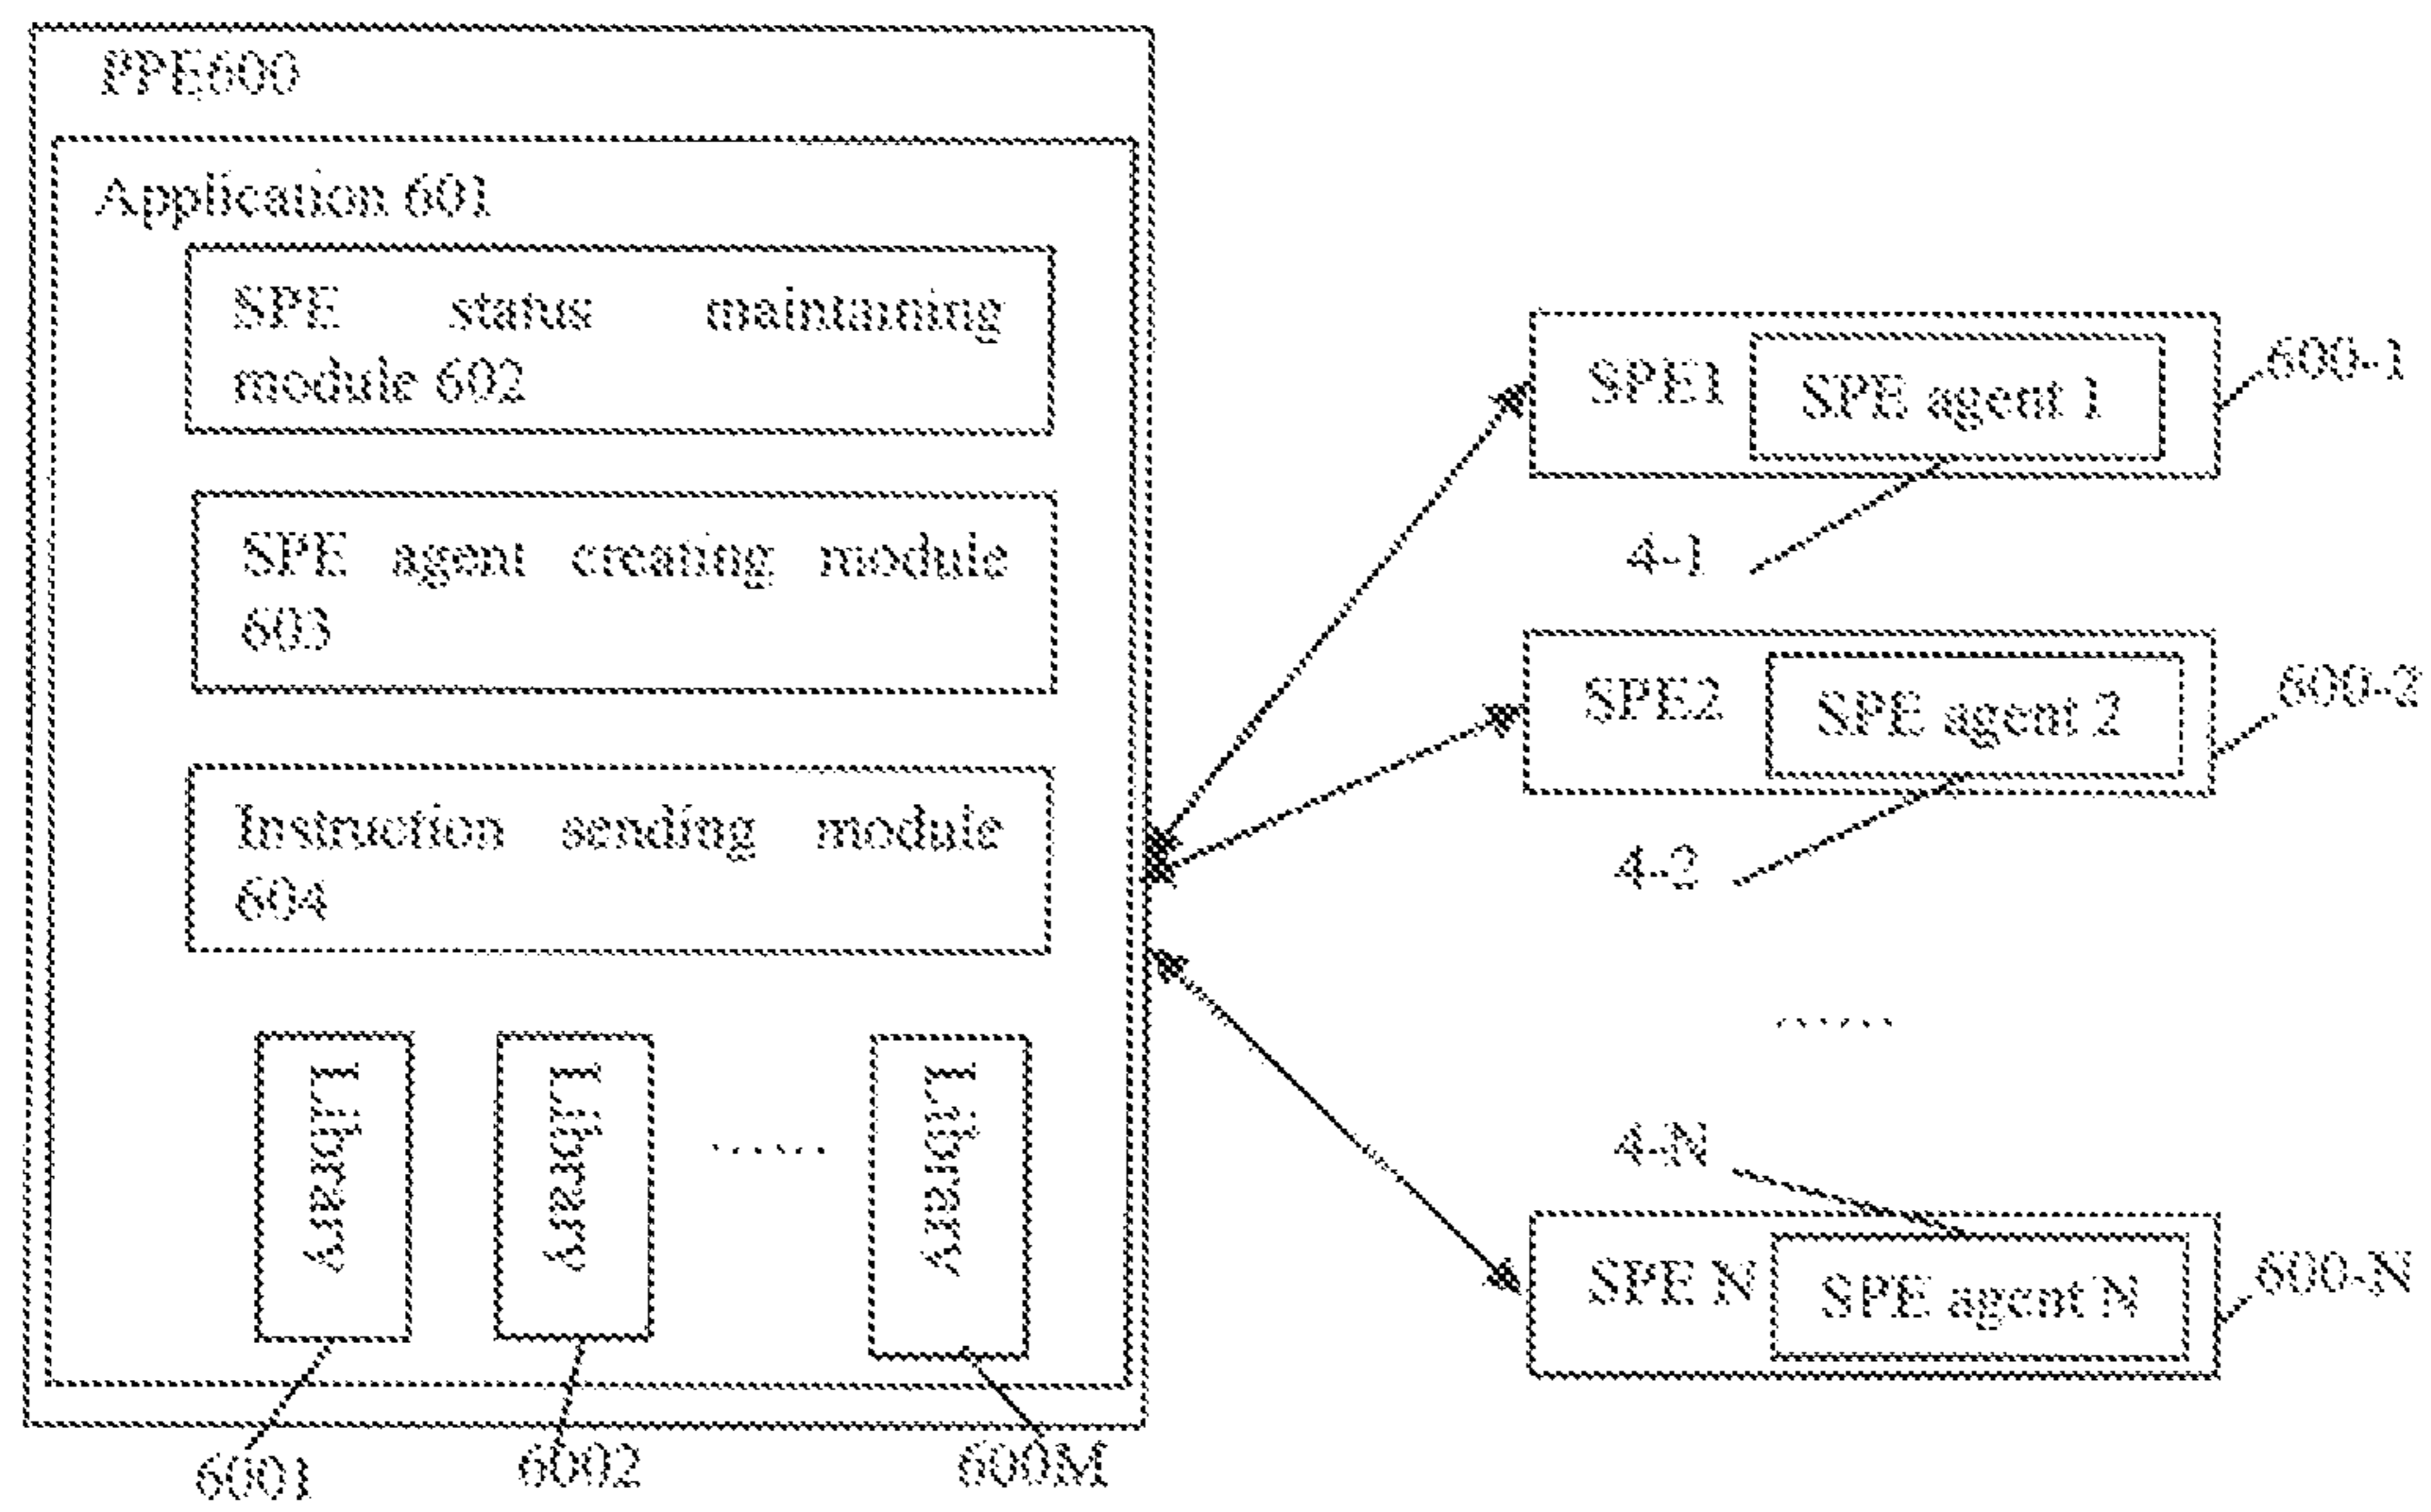 PPE600
Application 601
SPE status maintaining
module 602
SPE agent creating module
603
Instruction sending module
604
Library
Library
......
Library
6001
6002
600M
SPE1
SPE agent 1
600-1
4-1
SPE2
SPE agent 2
600-2
4-2
......
4-N
SPE N
SPE agent N
600-N